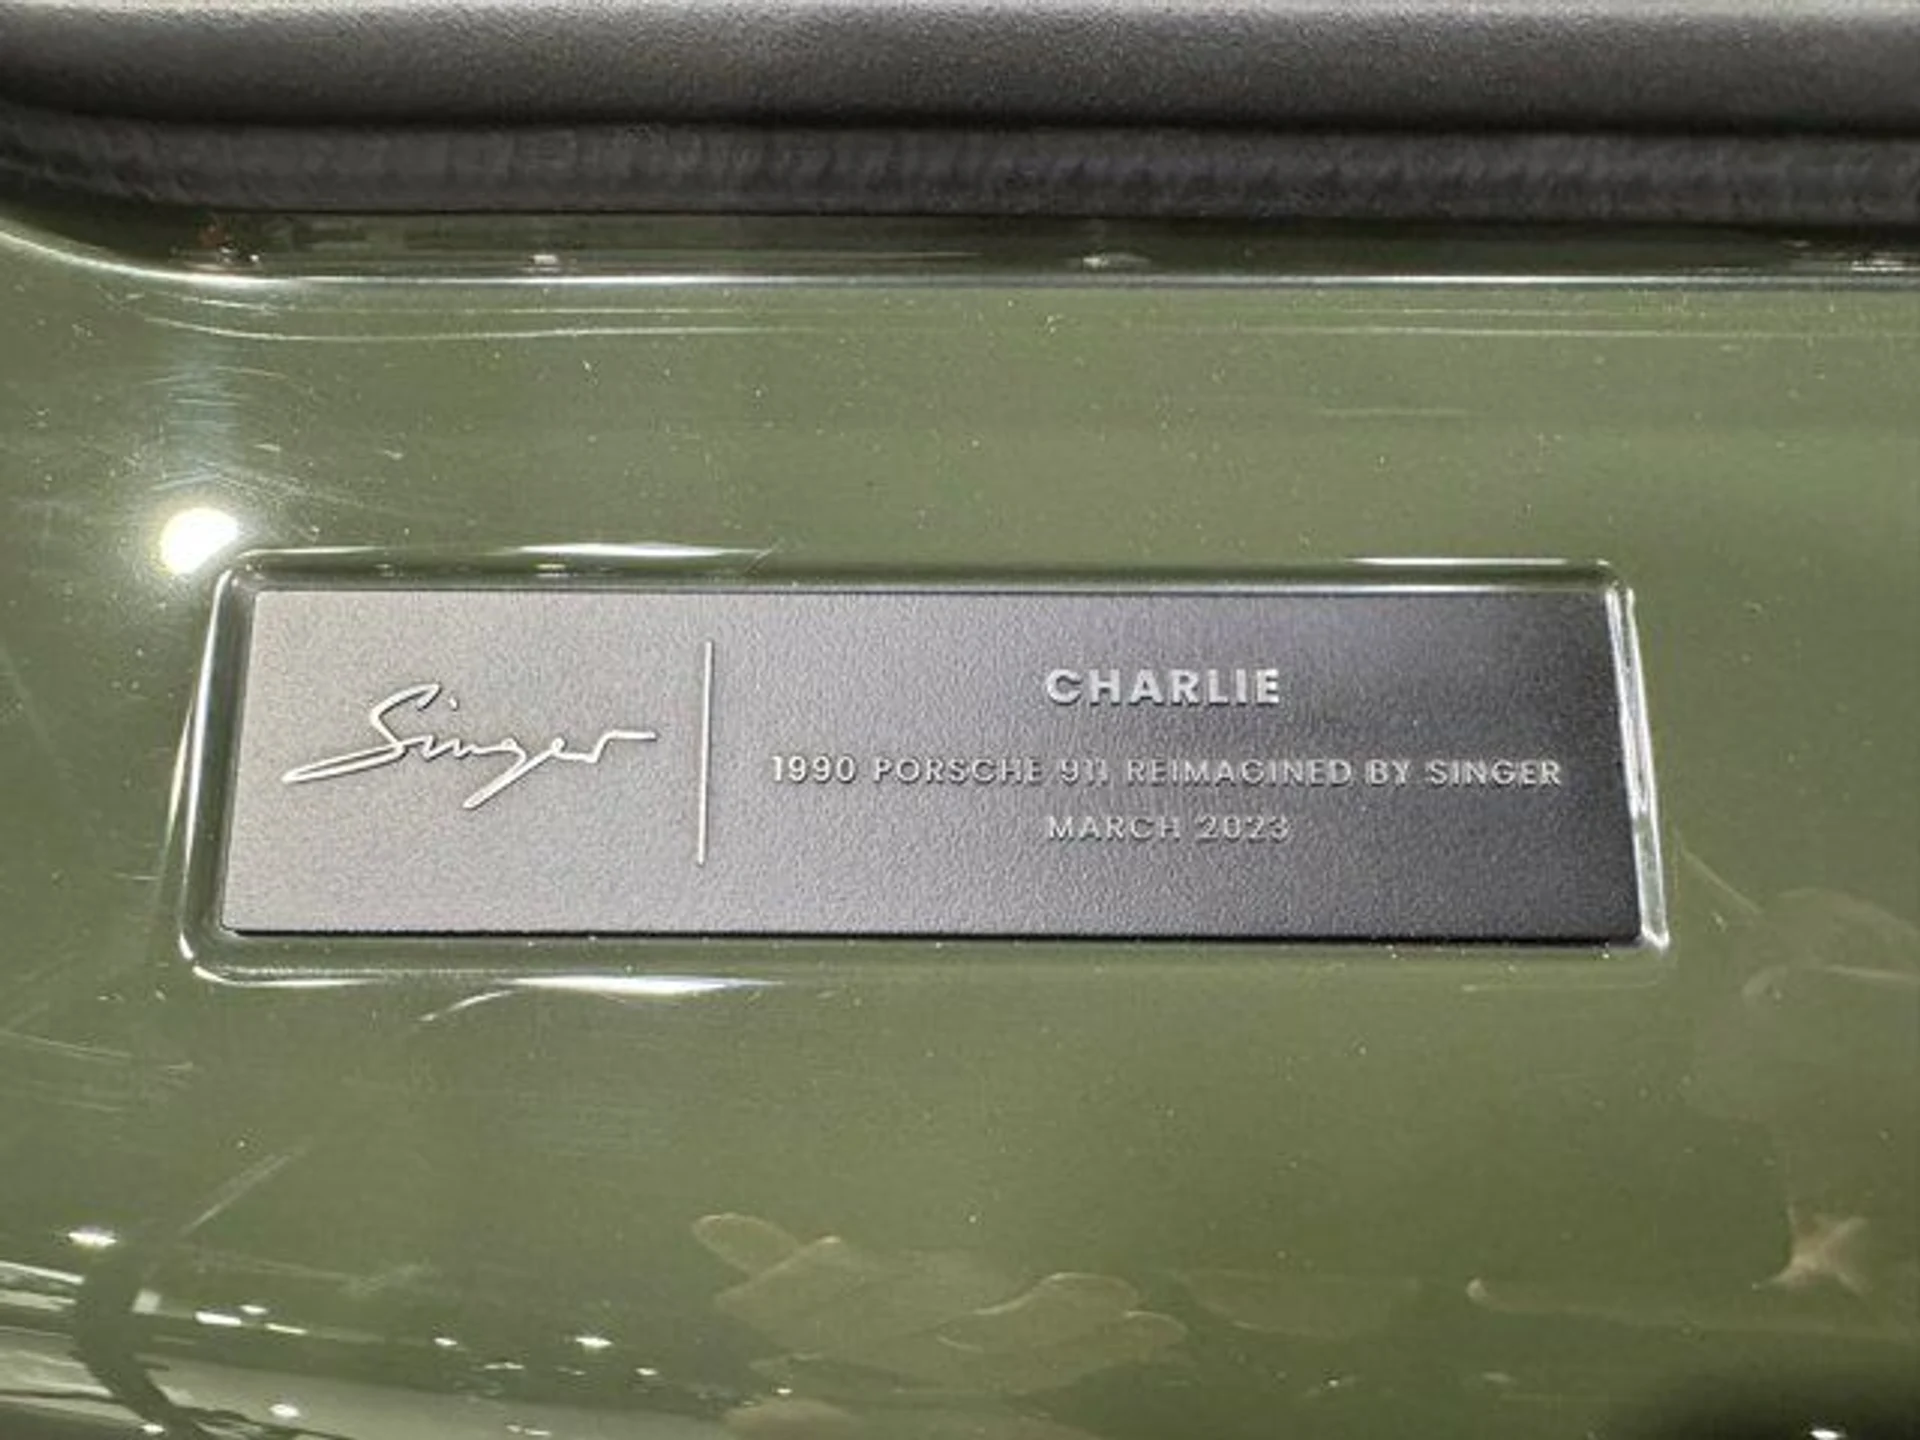 Singer
CHARLIE
1990 PORSCHE 911 REIMAGINED BY SINGER
MARCH 2023